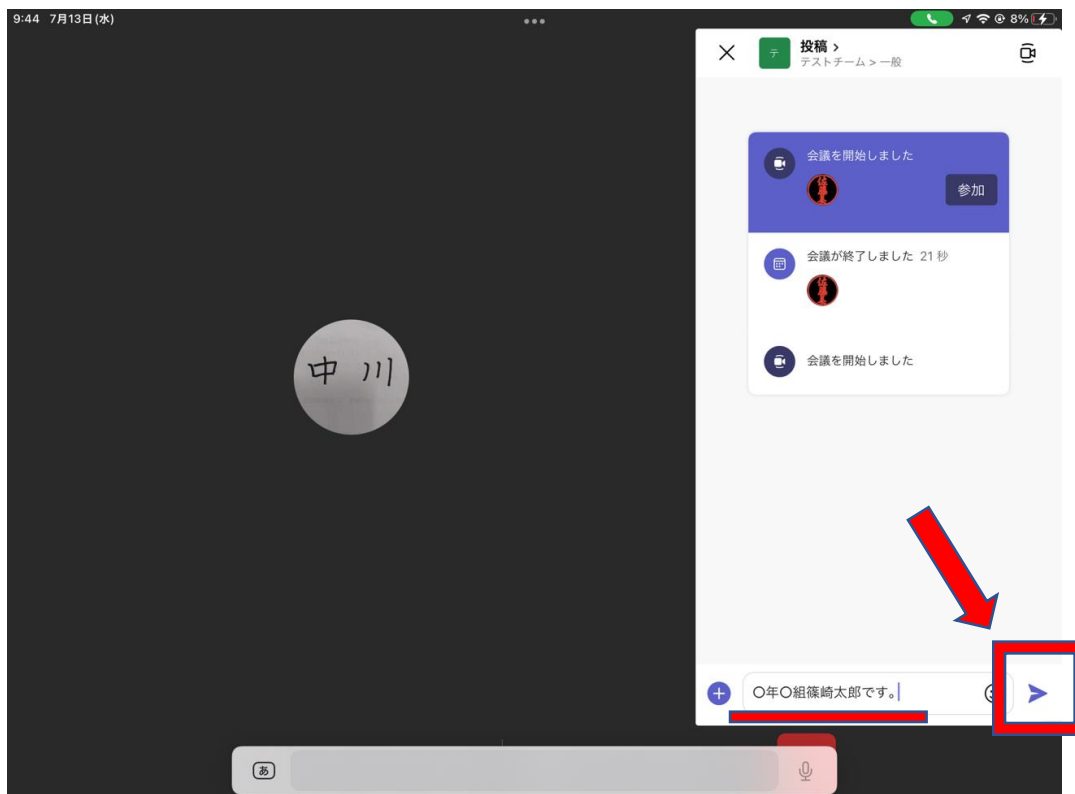 9:44 7月13日(水)
8%
投稿 >
テ
テストチーム > 一般
会議を開始しました
参加
会議が終了しました 21 秒
中川
会議を開始しました
〇年〇組篠崎太郎です。
あ